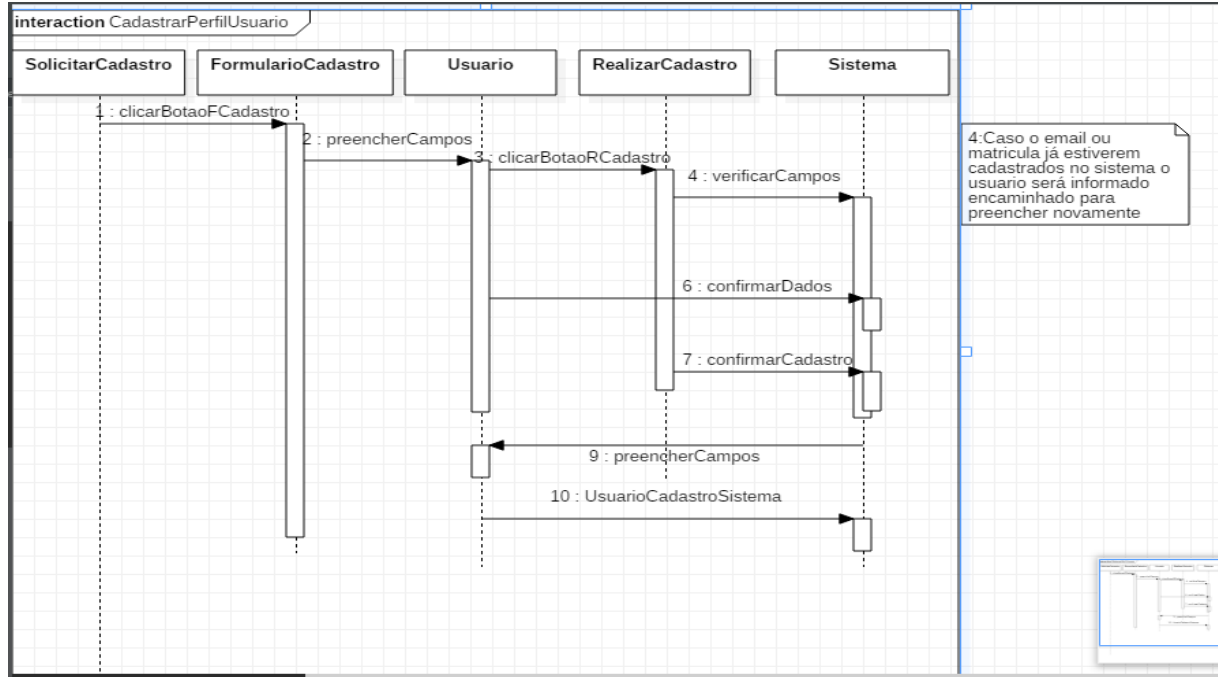 interaction CadastrarPerfilUsuario
SolicitarCadastro
FormularioCadastro
Usuario
RealizarCadastro
Sistema
1 : clicarBotaoFCadastro
2 : preencherCampos
3 : clicarBotaoRCadastro
4 : verificarCampos
4:Caso o email ou
matricula já estiverem
cadastrados no sistema o
usuario será informado
encaminhado para
preencher novamente
6 : confirmarDados
7 : confirmarCadastro
9 : preencherCampos
10 : UsuarioCadastroSistema